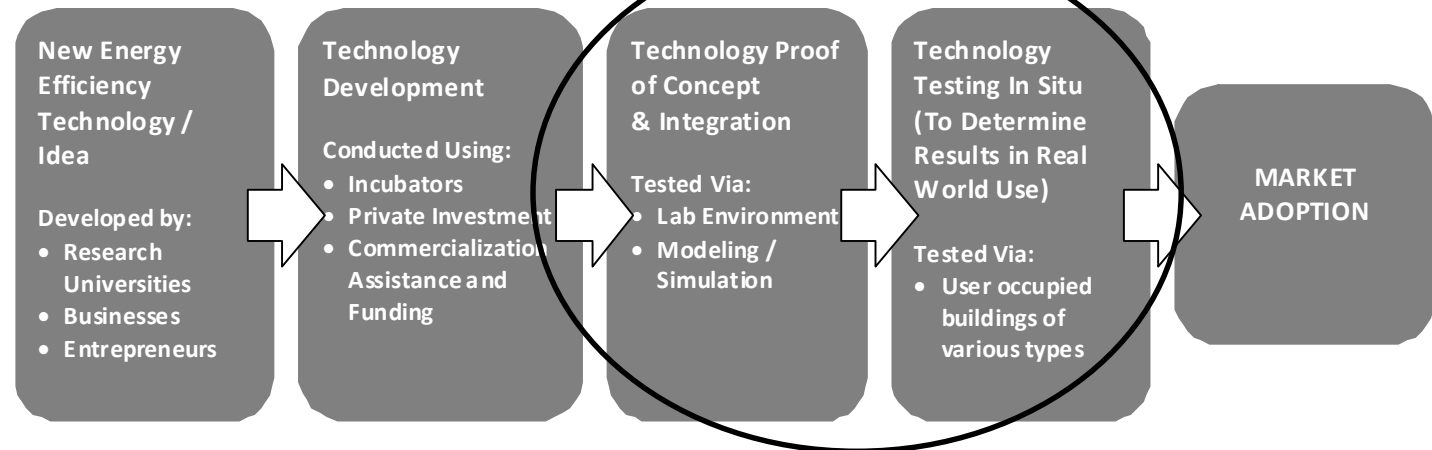 New Energy
Efficiency
Technology /
Idea
Developed by:
• Research
Universities
• Businesses
• Entrepreneurs
Technology
Development
Conducted Using:
• Incubators
• Private Investment
• Commercialization
Assistance and
Funding
Technology Proof
of Concept
& Integration
Tested Via:
• Lab Environment
• Modeling /
Simulation
Technology
Testing In Situ
(To Determine
Results in Real
World Use)
Tested Via:
• User occupied
buildings of
various types
MARKET
ADOPTION